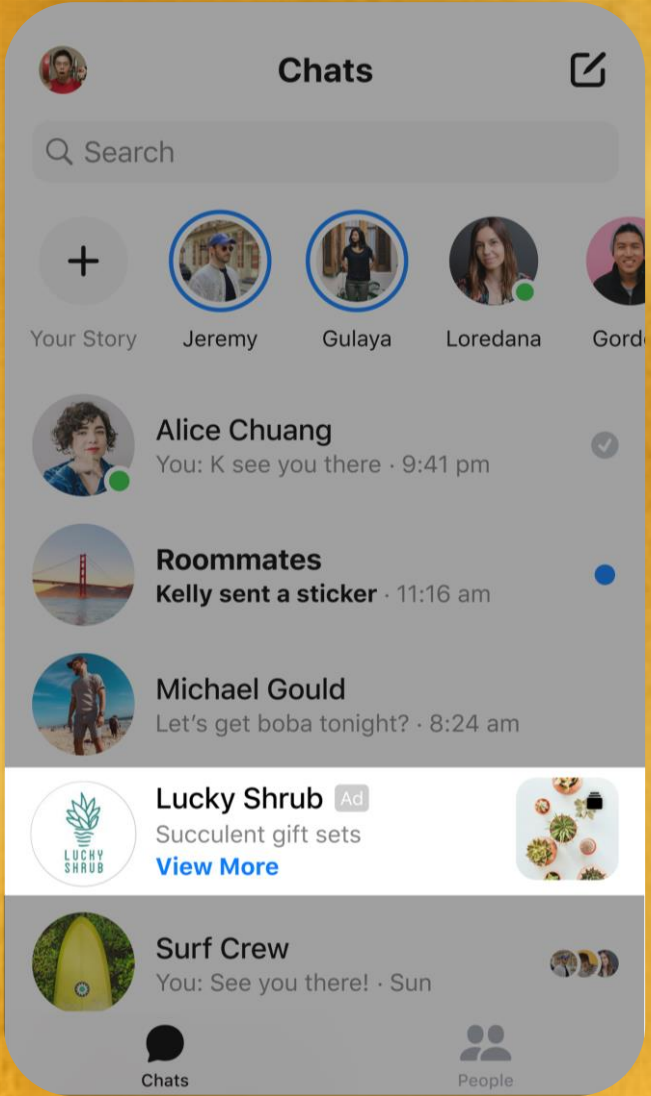 Chats
Search
Your Story
Jeremy
Gulaya
Loredana
Gord
Alice Chuang
You: K see you there · 9:41 pm
Roommates
Kelly sent a sticker · 11:16 am
Michael Gould
Let's get boba tonight? · 8:24 am
Lucky Shrub Ad
Succulent gift sets
View More
LUCKY
SHRUB
Surf Crew
You: See you there! · Sun
Chats
People